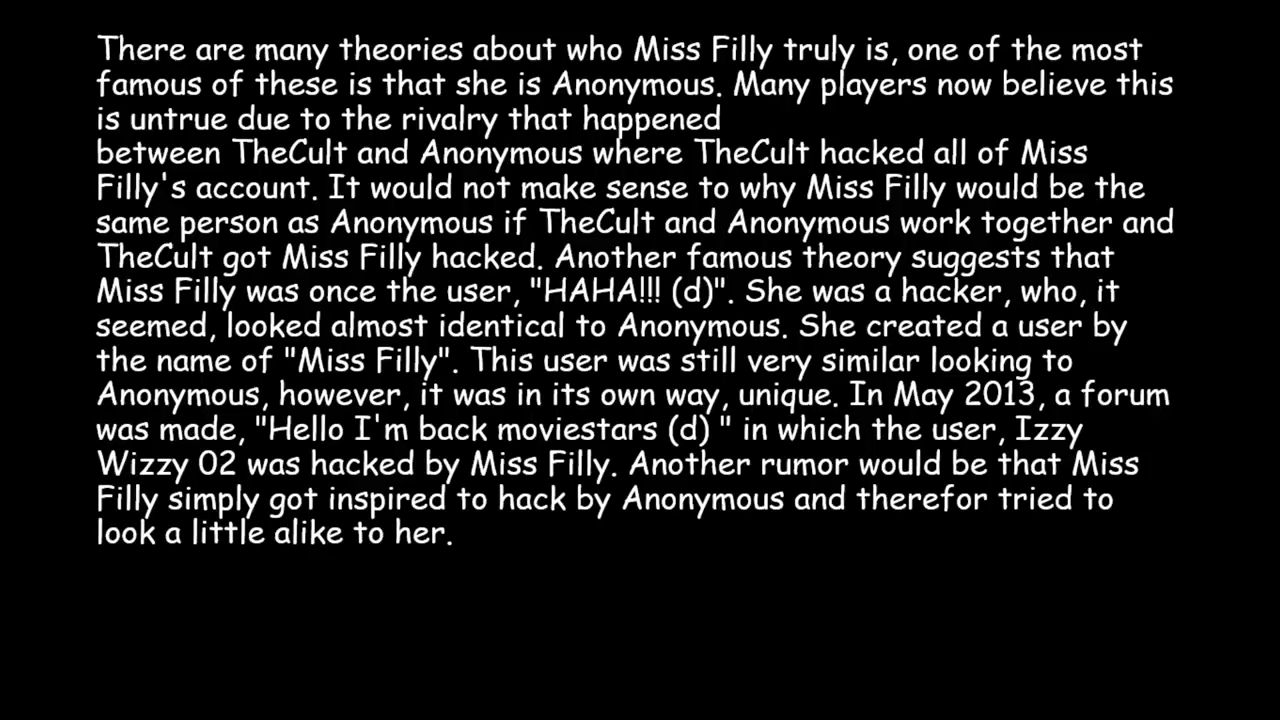 There are many theories about who Miss Filly truly is, one of the most
famous of these is that she is Anonymous. Many players now believe this
is untrue due to the rivalry that happened
between TheCult and Anonymous where TheCult hacked all of Miss
Filly's account. It would not make sense to why Miss Filly would be the
same person as Anonymous if TheCult and Anonymous work together and
TheCult got Miss Filly hacked. Another famous theory suggests that
Miss Filly was once the user, "HAHA!!! (d)". She was a hacker, who, it
seemed, looked almost identical to Anonymous. She created a user by
the name of "Miss Filly". This user was still very similar looking to
Anonymous, however, it was in its own way, unique. In May 2013, a forum
was made, "Hello I'm back moviestars (d) " in which the user, Izzy
Wizzy 02 was hacked by Miss Filly. Another rumor would be that Miss
Filly simply got inspired to hack by Anonymous and therefor tried to
look a little alike to her.